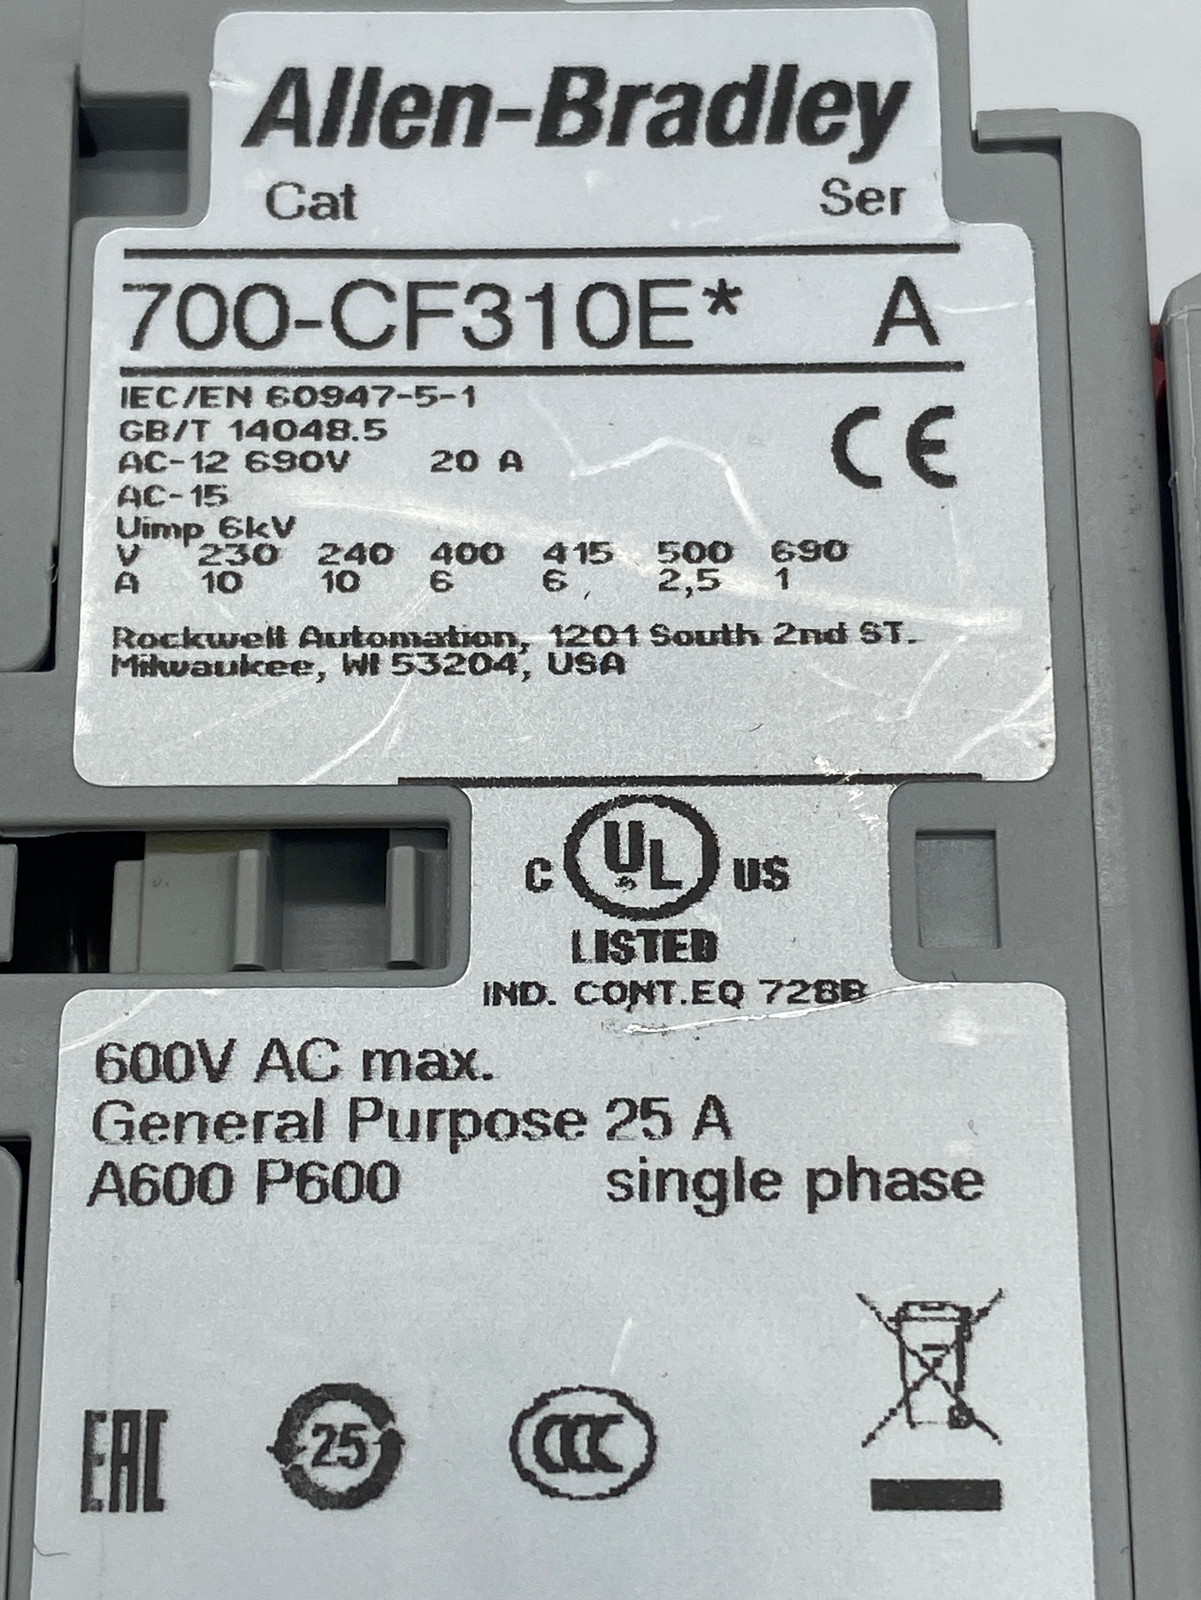 Allen-Bradley
Cat Ser
700-CF310E* A
IEC/EN 60947-5-1
GB/T 14048.5
CE
AC-12 690V 20 A
AC-15
Uimp 6kV
V 230 240 400 415 500 690
A 10 10 6 6 2,5 1
Rockwell Automation, 1201 South 2nd ST.
Milwaukee, WI 53204, USA
C UL US
LISTED
IND. CONT.EQ 728B
600V AC max.
General Purpose 25 A
A600 P600 single phase
EAC 25 CCC